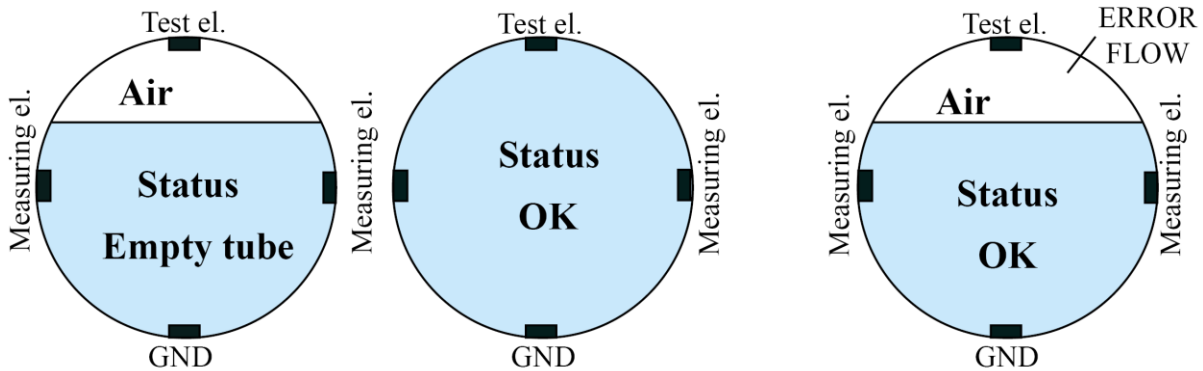 Test el.
Air
Measuring el.
Status
Empty tube
Measuring el.
GND
Test el.
Status
OK
Measuring el.
Test el.
ERROR
FLOW
Air
Measuring el.
Status
OK
Measuring el.
GND